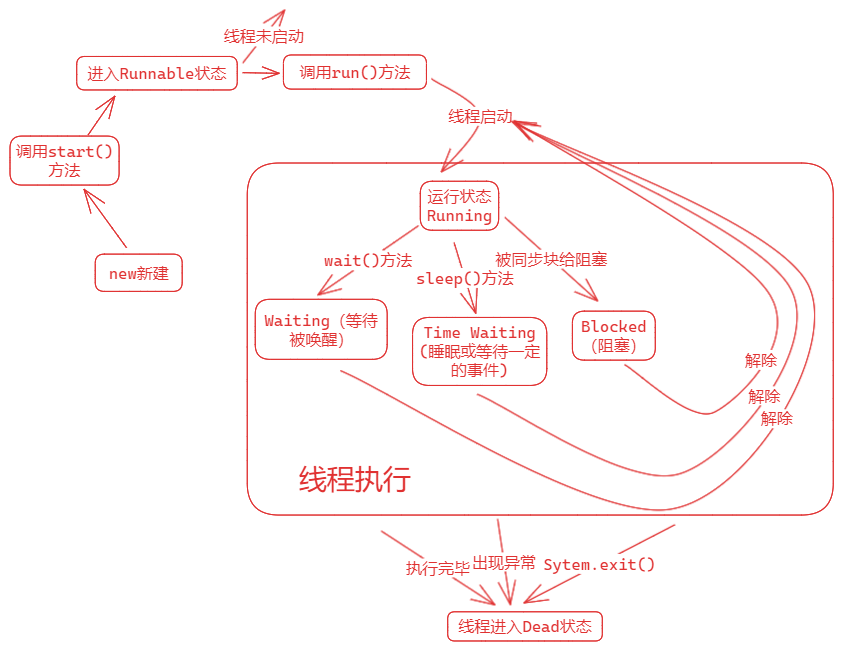 线程未启动
进入Runnable状态
调用run()方法
线程启动
调用start()
方法
运行状态
Running
new新建
wait()方法
sleep()方法
被同步块给阻塞
Waiting（等待
被唤醒）
Time Waiting
(睡眠或等待一定
的事件)
Blocked
（阻塞）
解除
解除
解除
线程执行
执行完毕
出现异常
Sytem.exit()
线程进入Dead状态